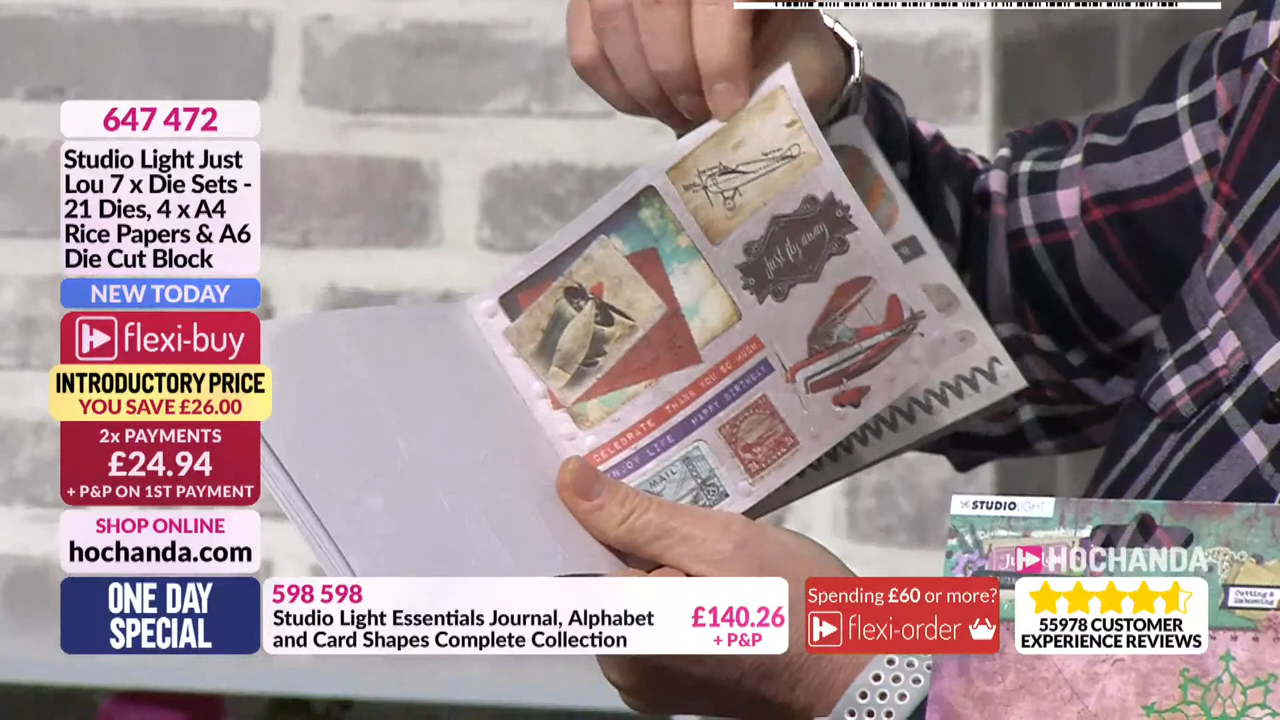 647 472
Studio Light Just
Lou 7 x Die Sets -
21 Dies, 4 x A4
Rice Papers & A6
Die Cut Block
NEW TODAY
flexi-buy
INTRODUCTORY PRICE
YOU SAVE £26.00
2x PAYMENTS
£24.94
+ P&P ON 1ST PAYMENT
SHOP ONLINE
hochanda.com
ONE DAY
SPECIAL
598 598
Studio Light Essentials Journal, Alphabet
and Card Shapes Complete Collection
£140.26
+ P&P
Spending £60 or more?
flexi-order
HOCHANDA
55978 CUSTOMER
EXPERIENCE REVIEWS
Just fly away
CELEBRATE THANK YOU SO MUCH
ENJOY LIFE HAPPY BIRTHDAY
MAIL
STUDIOLIGHT